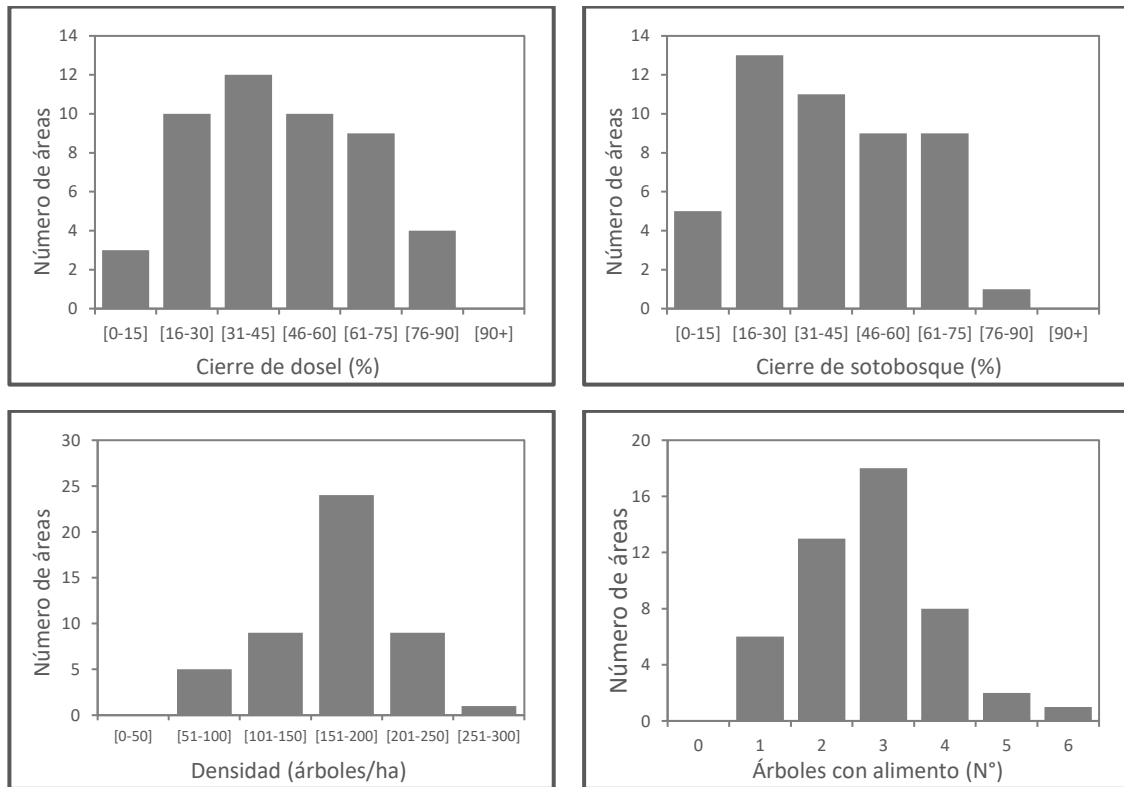 14
12
10
8
6
4
2
0
Número de áreas
[0-15] [16-30] [31-45] [46-60] [61-75] [76-90] [90+]
Cierre de dosel (%)
14
12
10
8
6
4
2
0
Número de áreas
[0-15] [16-30] [31-45] [46-60] [61-75] [76-90] [90+]
Cierre de sotobosque (%)
30
25
20
15
10
5
0
Número de áreas
[0-50] [51-100] [101-150] [151-200] [201-250] [251-300]
Densidad (árboles/ha)
20
16
12
8
4
0
Número de áreas
0 1 2 3 4 5 6
Árboles con alimento (N°)